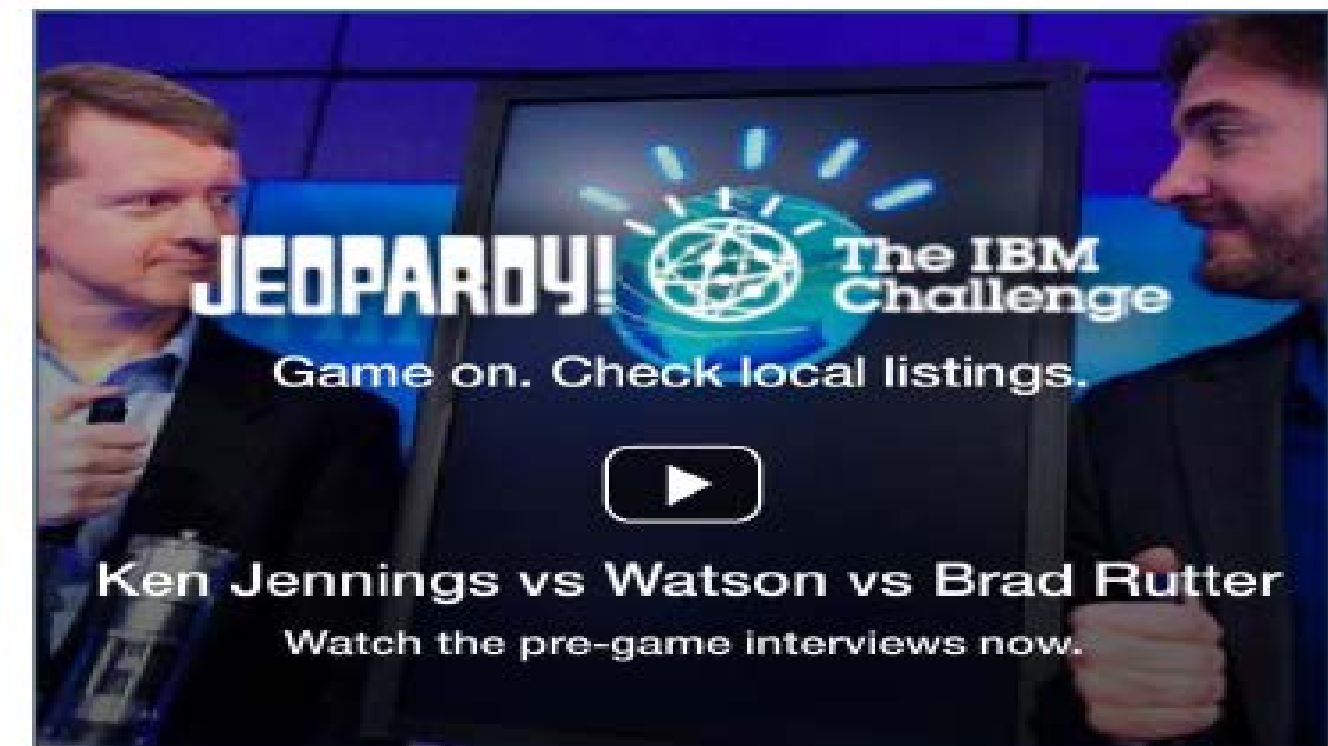 JEOPARDY!
The IBM
Challenge
Game on. Check local listings.
Ken Jennings vs Watson vs Brad Rutter
Watch the pre-game interviews now.